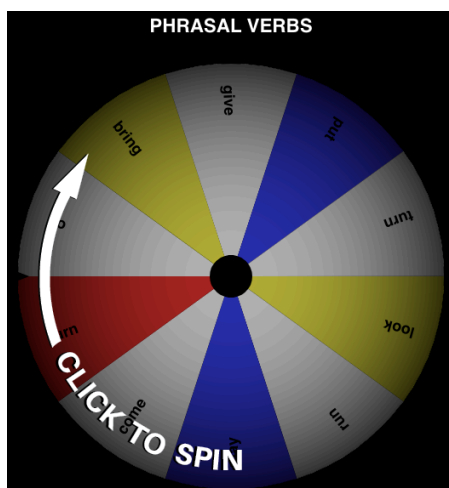 PHRASAL VERBS
give
put
bring
turn
look
run
come
CLICK TO SPIN